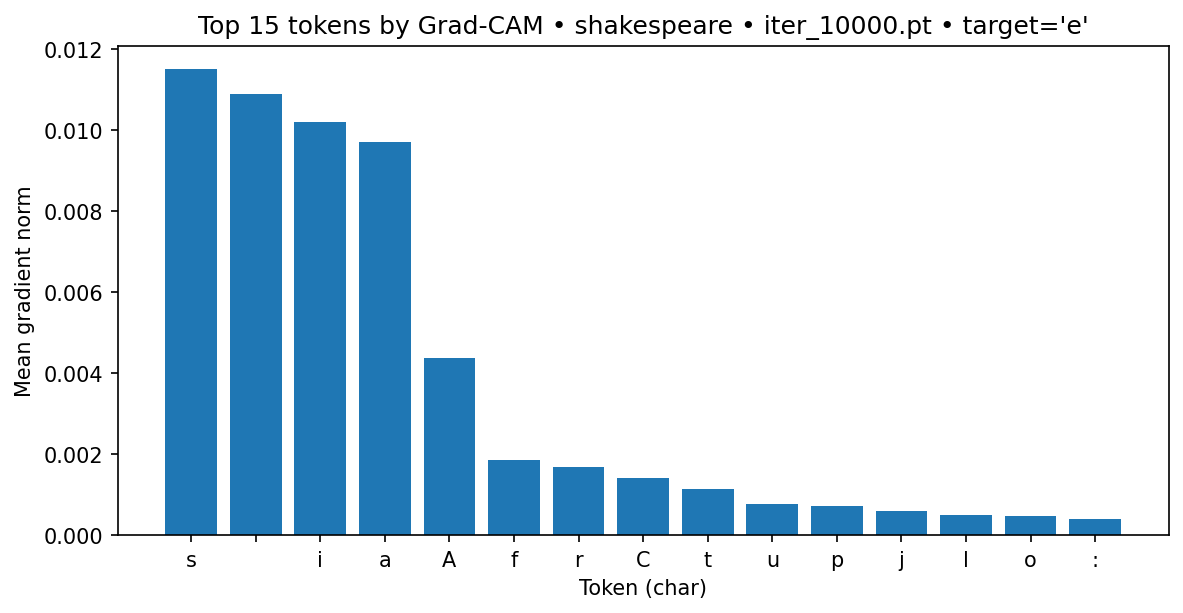 Top 15 tokens by Grad-CAM • shakespeare • iter_10000.pt • target='e'
Mean gradient norm
0.012
0.010
0.008
0.006
0.004
0.002
0.000
s i a A f r C t u p j l o :
Token (char)